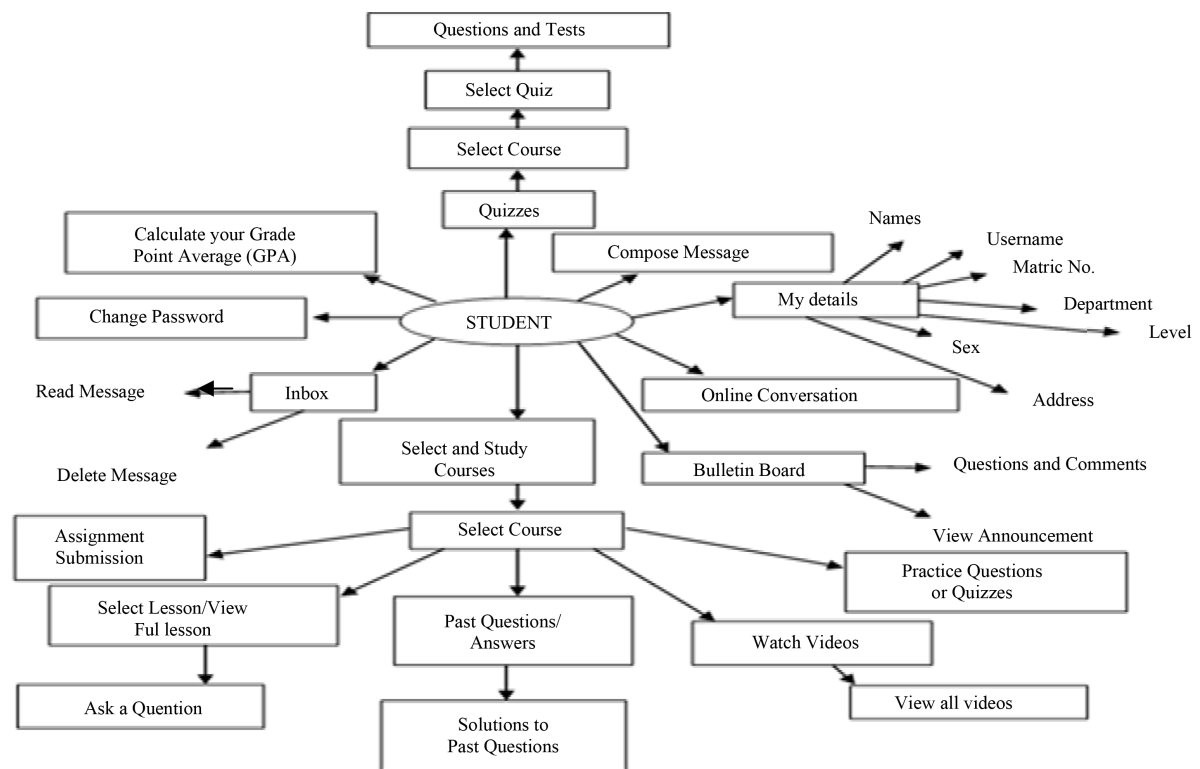 Questions and Tests
Select Quiz
Select Course
Quizzes
Calculate your Grade
Point Average (GPA)
Compose Message
Names
Username
Matric No.
My details
Department
Level
Sex
Address
Change Password
STUDENT
Read Message
Inbox
Delete Message
Online Conversation
Select and Study
Courses
Bulletin Board
Questions and Comments
View Announcement
Select Course
Assignment
Submission
Practice Questions
or Quizzes
Select Lesson/View
Ful lesson
Past Questions/
Answers
Watch Videos
Ask a Quention
View all videos
Solutions to
Past Questions